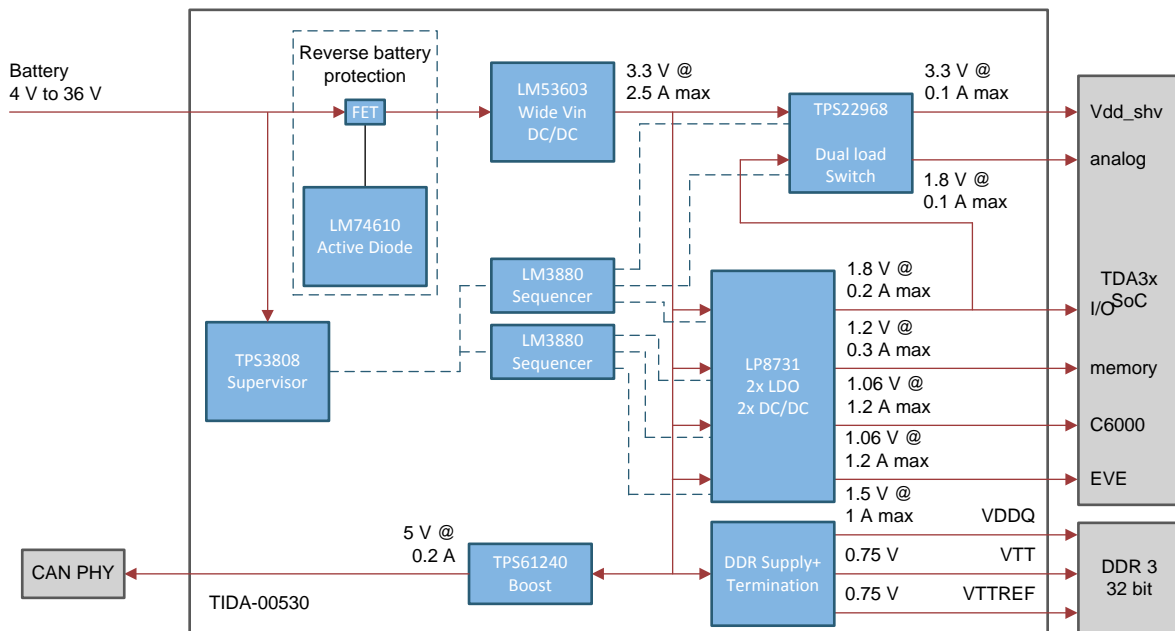 Battery
4 V to 36 V
Reverse battery
protection
FET
LM74610
Active Diode
LM53603
Wide Vin
DC/DC
3.3 V @
2.5 A max
TPS22968
Dual load
Switch
3.3 V @
0.1 A max
1.8 V @
0.1 A max
Vdd_shv
analog
TDA3x
SoC
I/O
memory
C6000
EVE
TPS3808
Supervisor
LM3880
Sequencer
LM3880
Sequencer
LP8731
2x LDO
2x DC/DC
1.8 V @
0.2 A max
1.2 V @
0.3 A max
1.06 V @
1.2 A max
1.06 V @
1.2 A max
1.5 V @
1 A max
VDDQ
0.75 V
VTT
0.75 V
VTTREF
DDR Supply+
Termination
DDR 3
32 bit
5 V @
0.2 A
TPS61240
Boost
CAN PHY
TIDA-00530